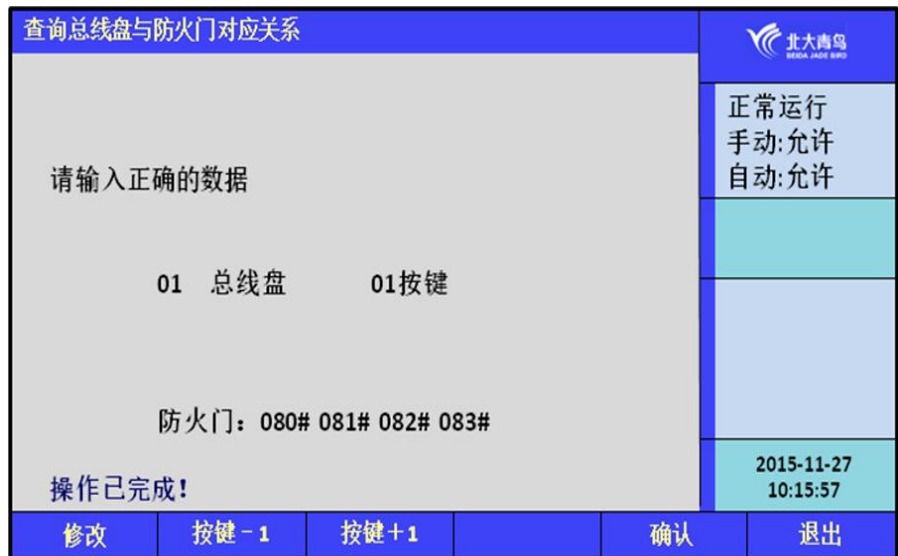 查询总线盘与防火门对应关系
北大青鸟
BEIDA JADE BIRD
正常运行
手动:允许
自动:允许
请输入正确的数据
01 总线盘 01按键
防火门：080# 081# 082# 083#
操作已完成!
2015-11-27
10:15:57
修改 按键-1 按键+1 确认 退出